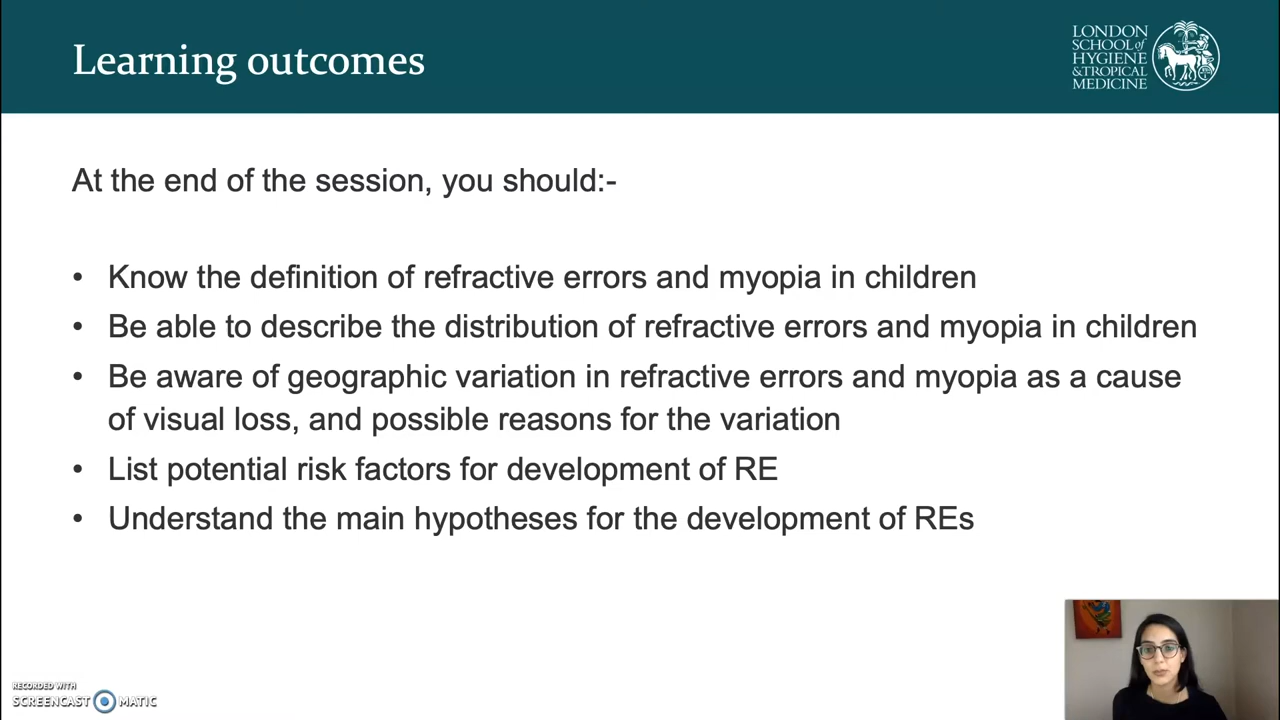 Learning outcomes
LONDON
SCHOOL of
HYGIENE
& TROPICAL
MEDICINE
At the end of the session, you should:-
• Know the definition of refractive errors and myopia in children
• Be able to describe the distribution of refractive errors and myopia in children
• Be aware of geographic variation in refractive errors and myopia as a cause
of visual loss, and possible reasons for the variation
• List potential risk factors for development of RE
• Understand the main hypotheses for the development of REs
RECORDED WITH
SCREENCAST MATIC